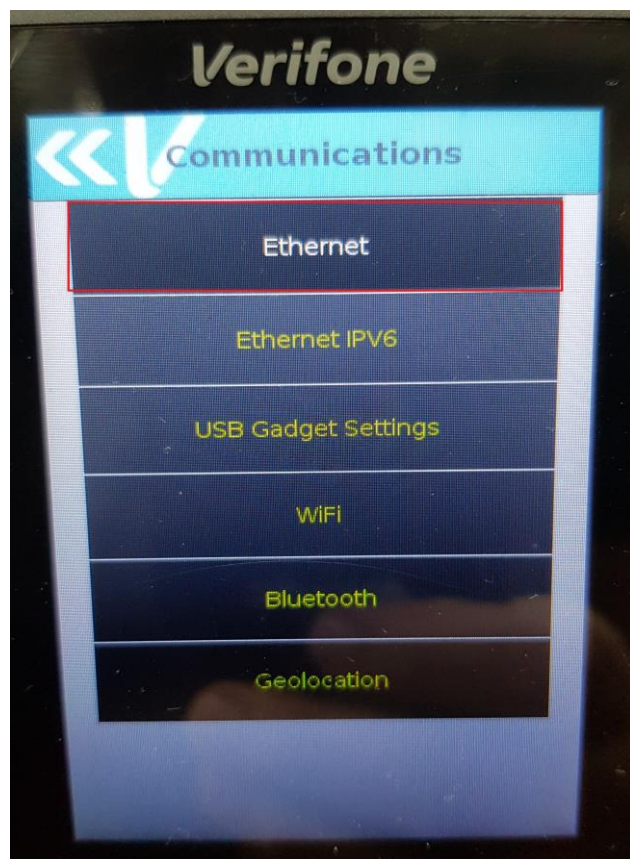 Verifone
Communications
Ethernet
Ethernet IPV6
USB Gadget Settings
WiFi
Bluetooth
Geolocation